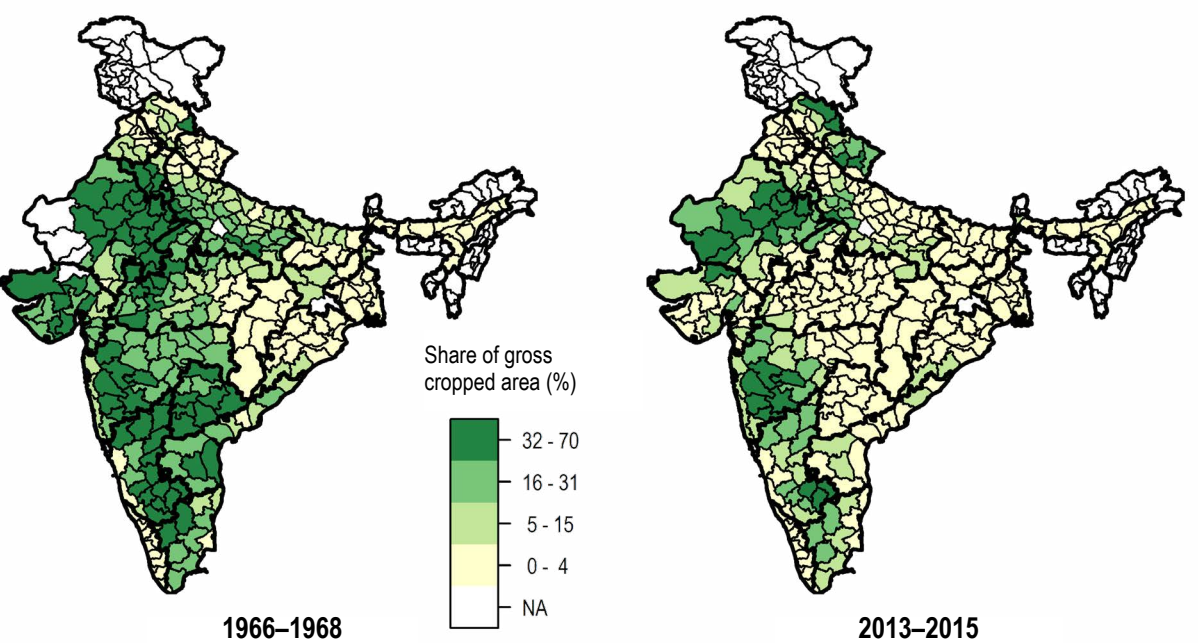 Share of gross
cropped area (%)
32 - 70
16 - 31
5 - 15
0 - 4
NA
1966–1968
2013–2015